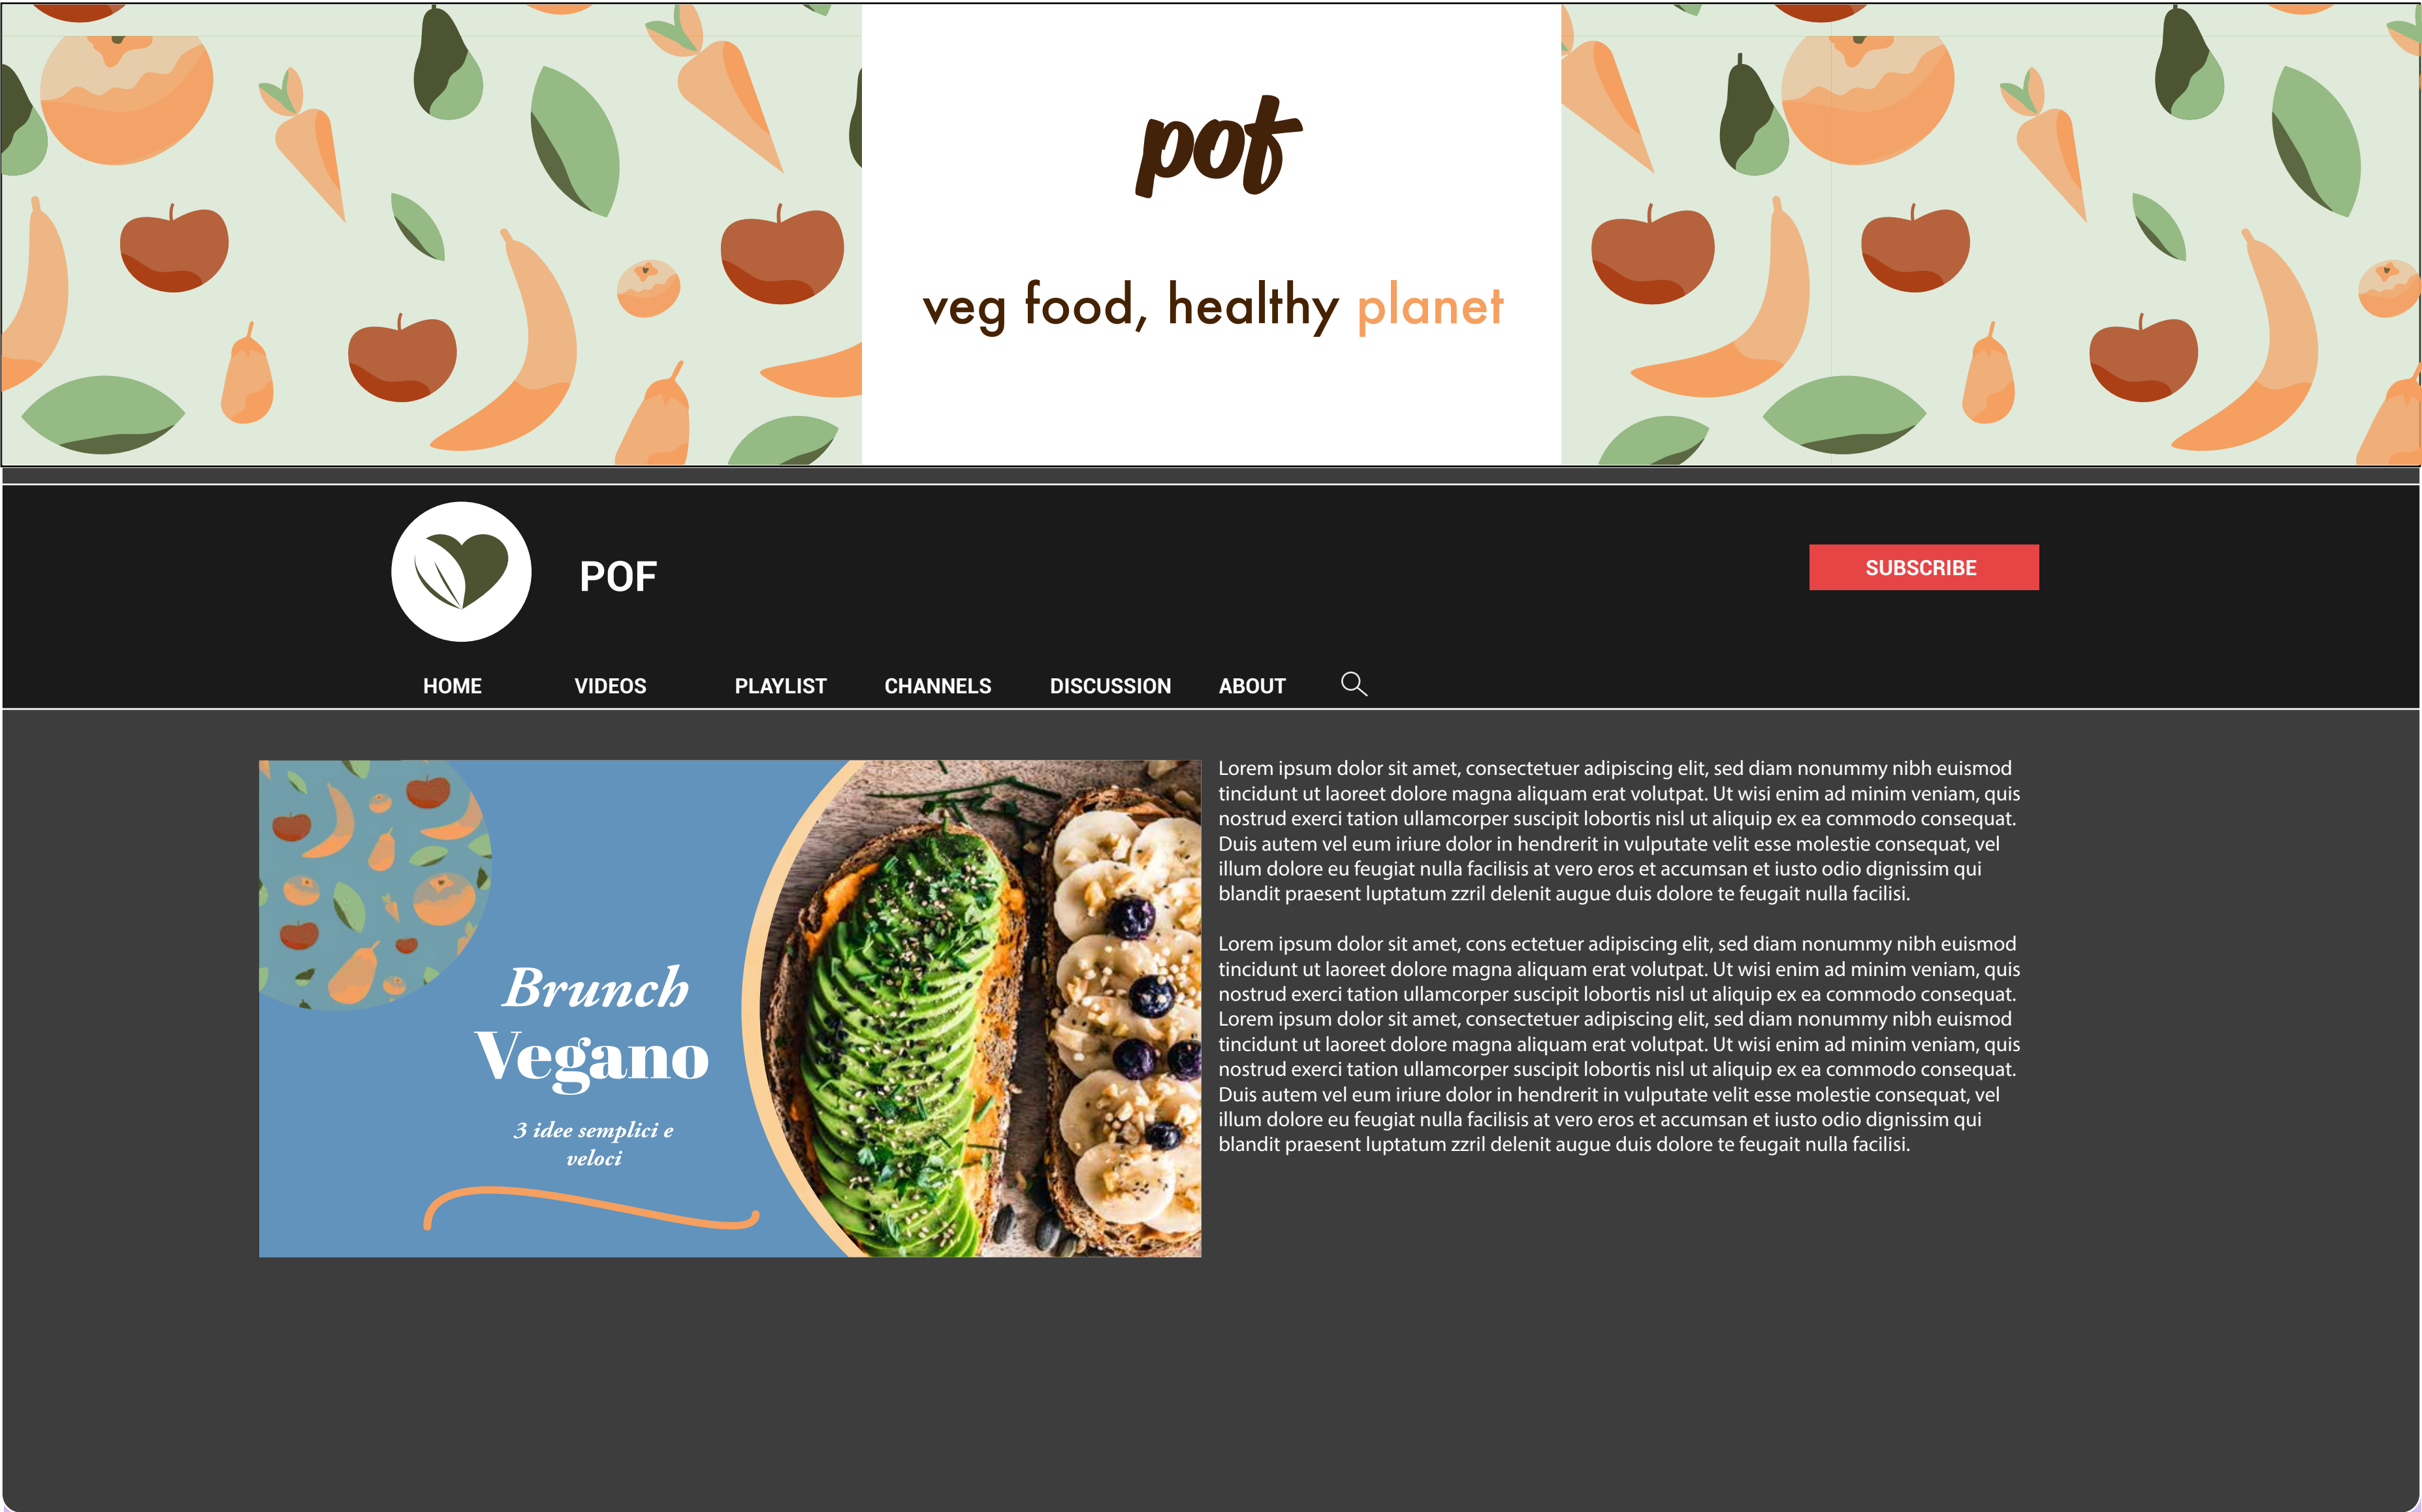 pof
veg food, healthy planet
POF
SUBSCRIBE
HOME VIDEOS PLAYLIST CHANNELS DISCUSSION ABOUT
Brunch
Vegano
3 idee semplici e
veloci
Lorem ipsum dolor sit amet, consectetuer adipiscing elit, sed diam nonummy nibh euismod
tincidunt ut laoreet dolore magna aliquam erat volutpat. Ut wisi enim ad minim veniam, quis
nostrud exerci tation ullamcorper suscipit lobortis nisl ut aliquip ex ea commodo consequat.
Duis autem vel eum iriure dolor in hendrerit in vulputate velit esse molestie consequat, vel
illum dolore eu feugiat nulla facilisis at vero eros et accumsan et iusto odio dignissim qui
blandit praesent luptatum zzril delenit augue duis dolore te feugait nulla facilisi.
Lorem ipsum dolor sit amet, cons ectetuer adipiscing elit, sed diam nonummy nibh euismod
tincidunt ut laoreet dolore magna aliquam erat volutpat. Ut wisi enim ad minim veniam, quis
nostrud exerci tation ullamcorper suscipit lobortis nisl ut aliquip ex ea commodo consequat.
Lorem ipsum dolor sit amet, consectetuer adipiscing elit, sed diam nonummy nibh euismod
tincidunt ut laoreet dolore magna aliquam erat volutpat. Ut wisi enim ad minim veniam, quis
nostrud exerci tation ullamcorper suscipit lobortis nisl ut aliquip ex ea commodo consequat.
Duis autem vel eum iriure dolor in hendrerit in vulputate velit esse molestie consequat, vel
illum dolore eu feugiat nulla facilisis at vero eros et accumsan et iusto odio dignissim qui
blandit praesent luptatum zzril delenit augue duis dolore te feugait nulla facilisi.